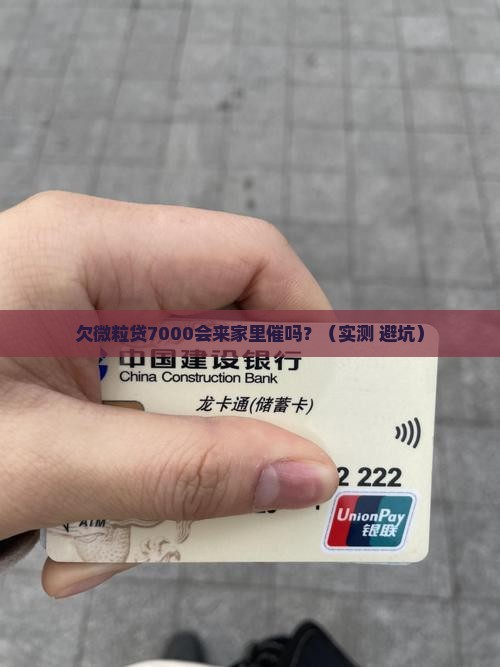 欠微粒贷7000会来家里催吗？（实测 避坑）
中国建设银行
China Construction Bank
龙卡通(储蓄卡)
2 222
ATM
UnionPay
银联